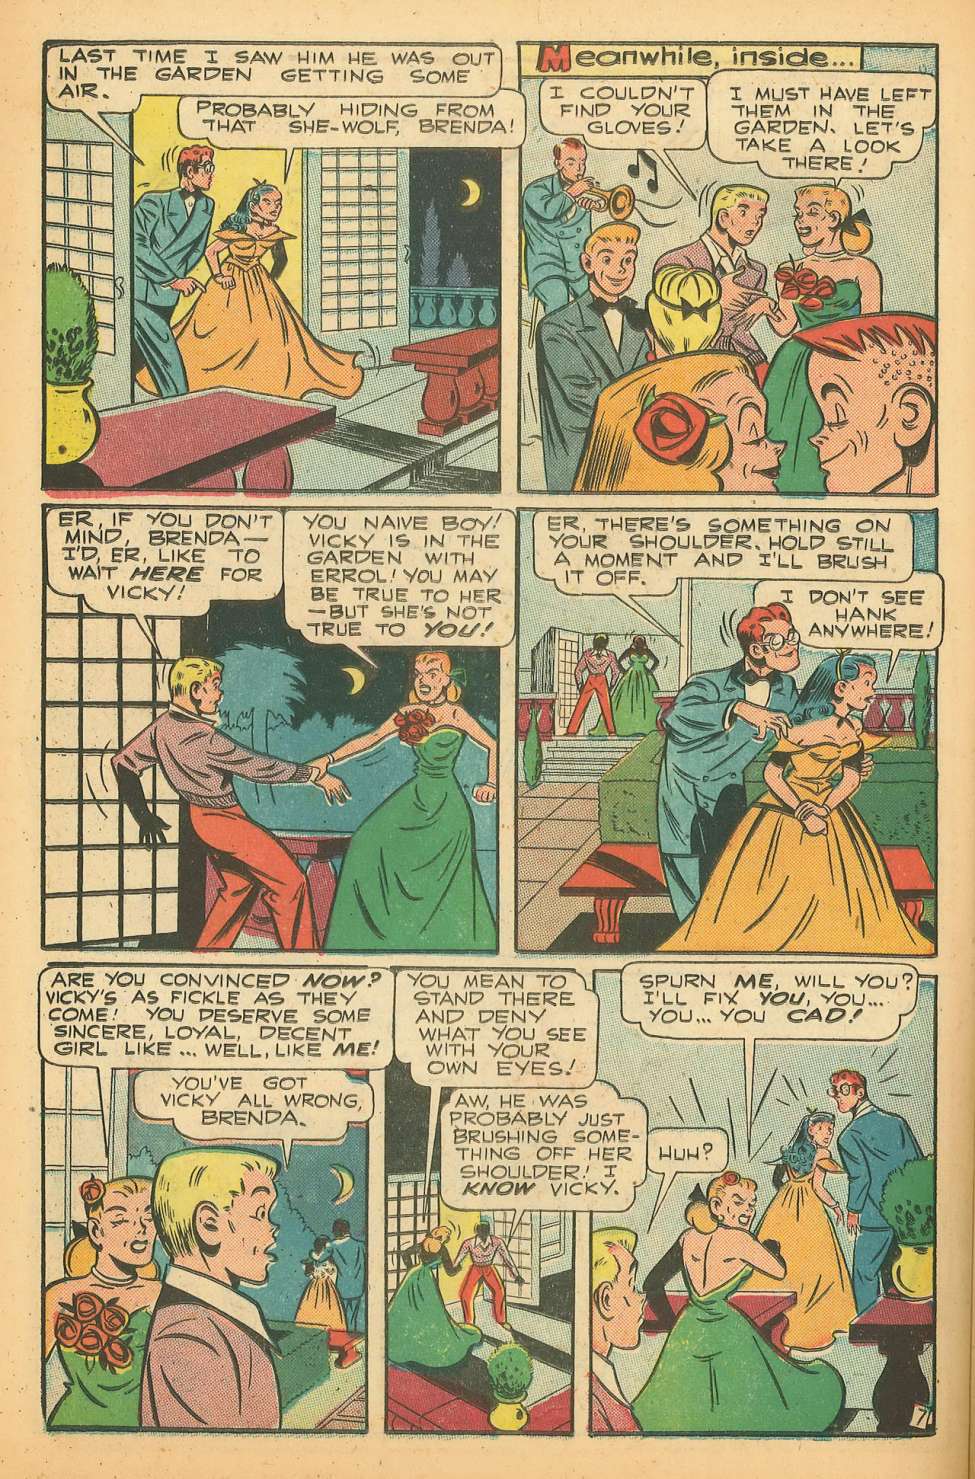 LAST TIME I SAW HIM HE WAS OUT
IN THE GARDEN GETTING SOME
AIR.
PROBABLY HIDING FROM
THAT SHE-WOLF, BRENDA!
Meanwhile, inside...
I COULDN'T
FIND YOUR
GLOVES!
I MUST HAVE LEFT
THEM IN THE
GARDEN. LET'S
TAKE A LOOK
THERE!
ER, IF YOU DON'T
MIND, BRENDA—
I'D, ER, LIKE TO
WAIT HERE FOR
VICKY!
YOU NAIVE BOY!
VICKY IS IN THE
GARDEN WITH
ERROL! YOU MAY
BE TRUE TO HER
—BUT SHE'S NOT
TRUE TO YOU!
ER, THERE'S SOMETHING ON
YOUR SHOULDER. HOLD STILL
A MOMENT AND I'LL BRUSH
IT OFF.
I DON'T SEE
HANK
ANYWHERE!
ARE YOU CONVINCED NOW?
VICKY'S AS FICKLE AS THEY
COME! YOU DESERVE SOME
SINCERE, LOYAL, DECENT
GIRL LIKE ... WELL, LIKE ME!
YOU'VE GOT
VICKY ALL WRONG,
BRENDA.
YOU MEAN TO
STAND THERE
AND DENY
WHAT YOU SEE
WITH YOUR
OWN EYES!
AW, HE WAS
PROBABLY JUST
BRUSHING SOME-
THING OFF HER
SHOULDER! I
KNOW VICKY.
SPURN ME, WILL YOU?
I'LL FIX YOU, YOU...
YOU... YOU CAD!
HUH?
7